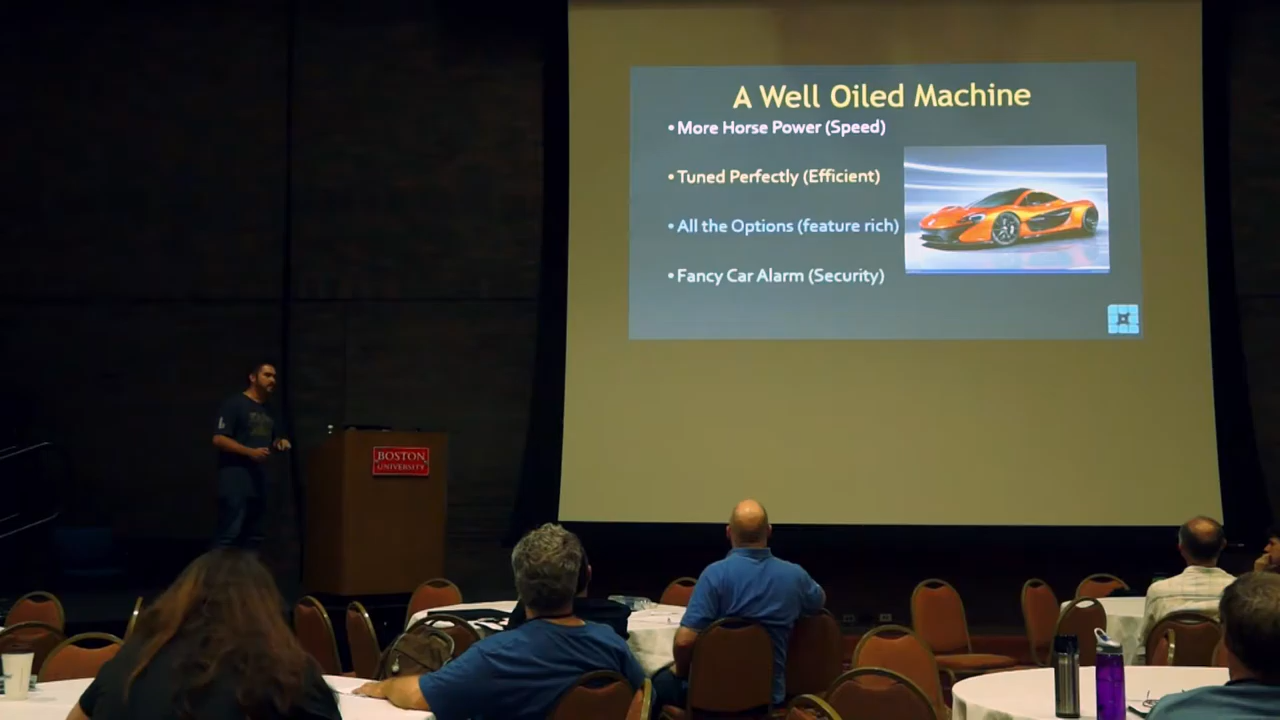 A Well Oiled Machine
• More Horse Power (Speed)
• Tuned Perfectly (Efficient)
• All the Options (feature rich)
• Fancy Car Alarm (Security)
BOSTON
UNIVERSITY